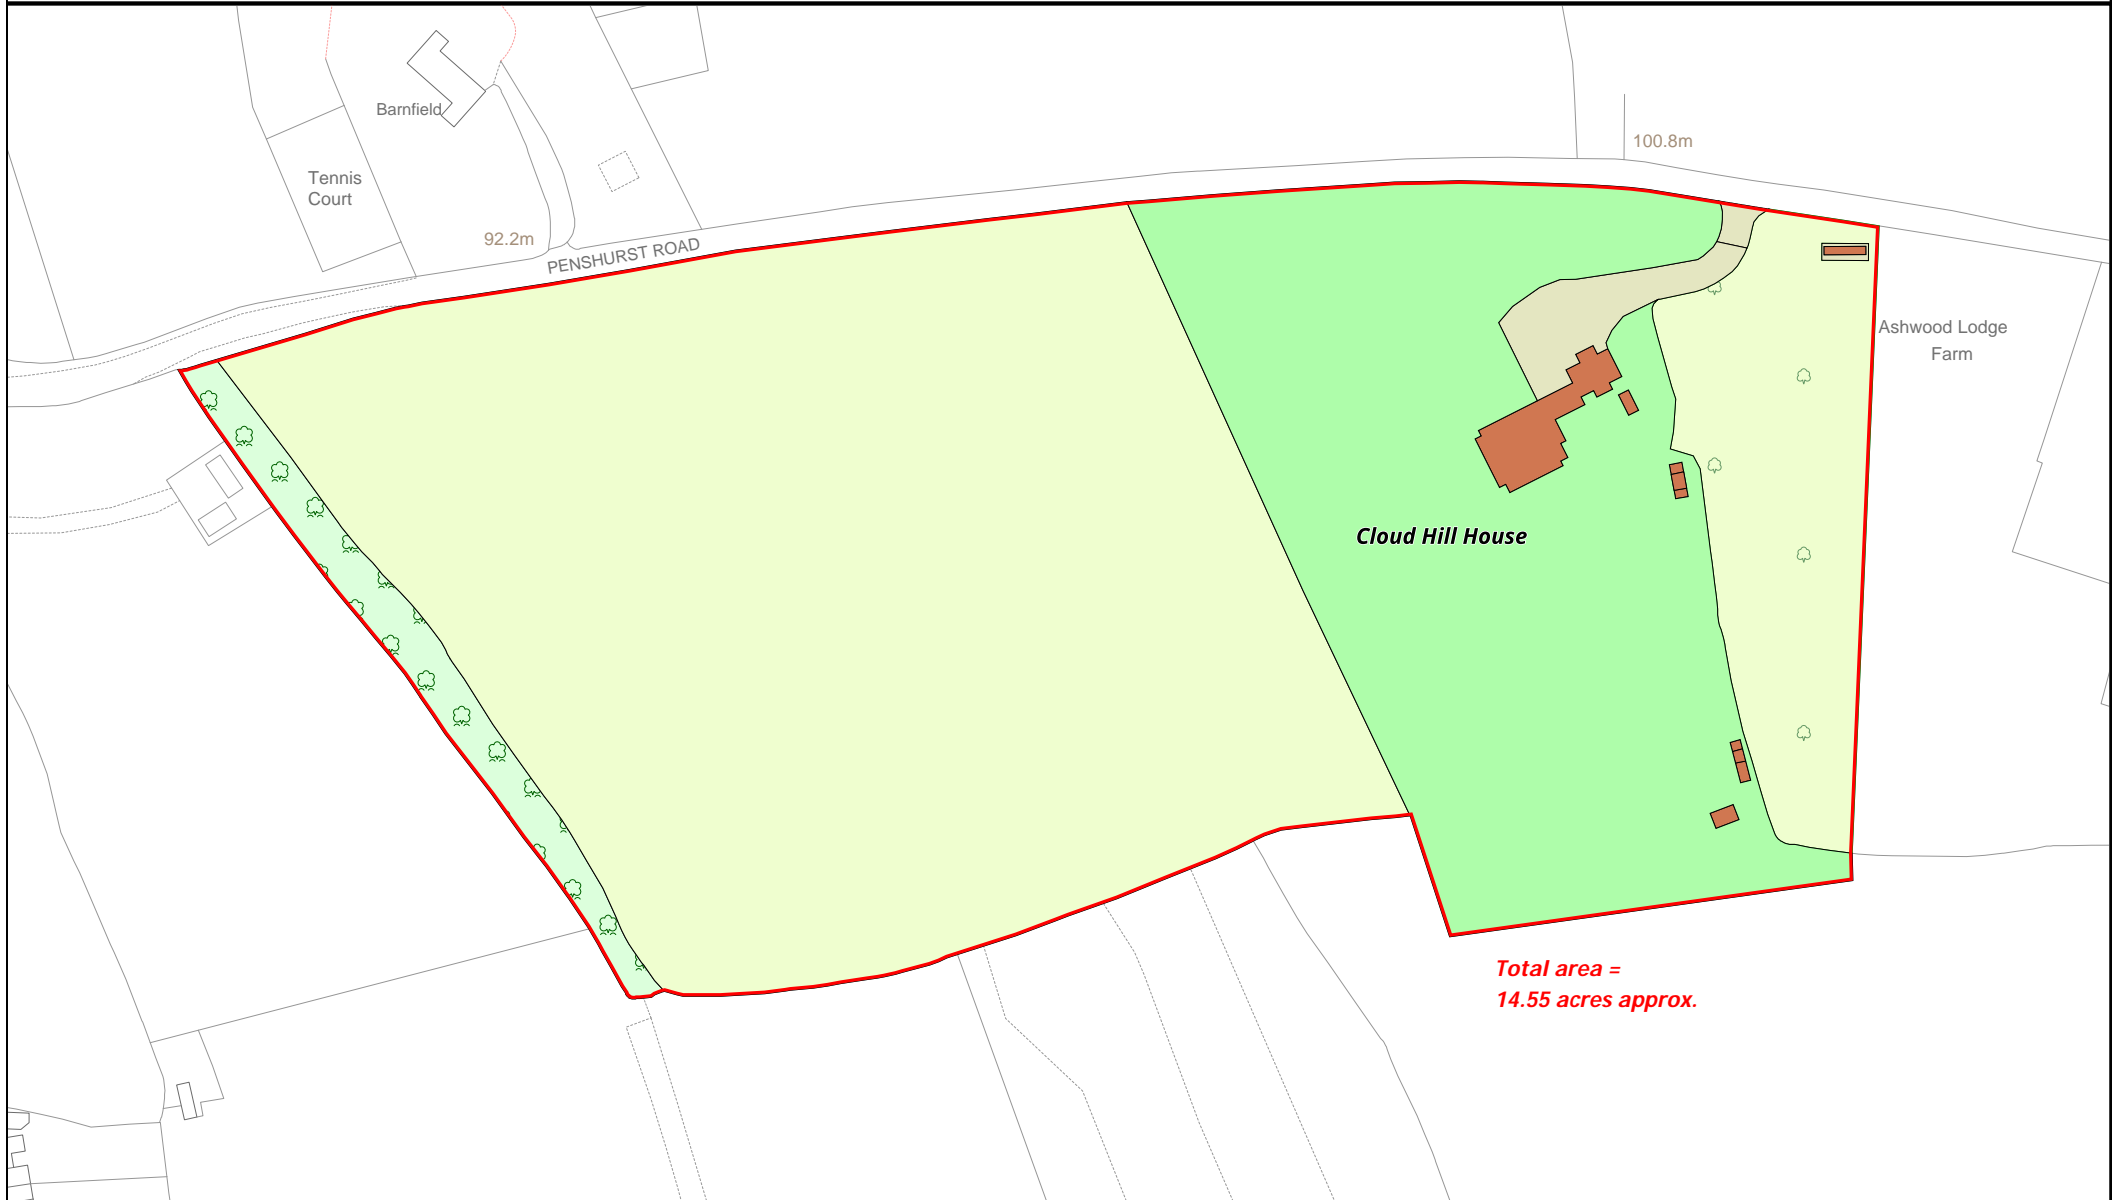 Barnfield
100.8m
Tennis
Court
92.2m
PENSHURST ROAD
Ashwood Lodge
Farm
Cloud Hill House
Total area =
14.55 acres approx.